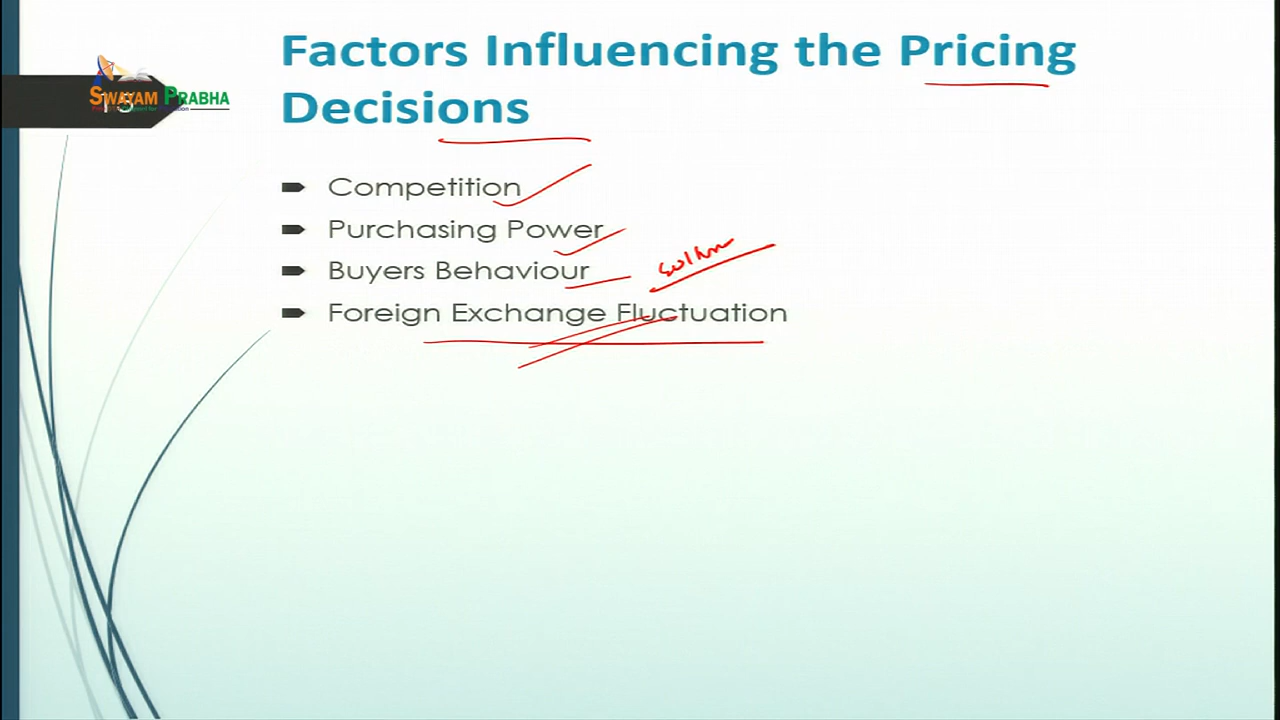 Factors Influencing the Pricing
Decisions
SWAYAM PRABHA
Competition
Purchasing Power
Buyers Behaviour
Foreign Exchange Fluctuation